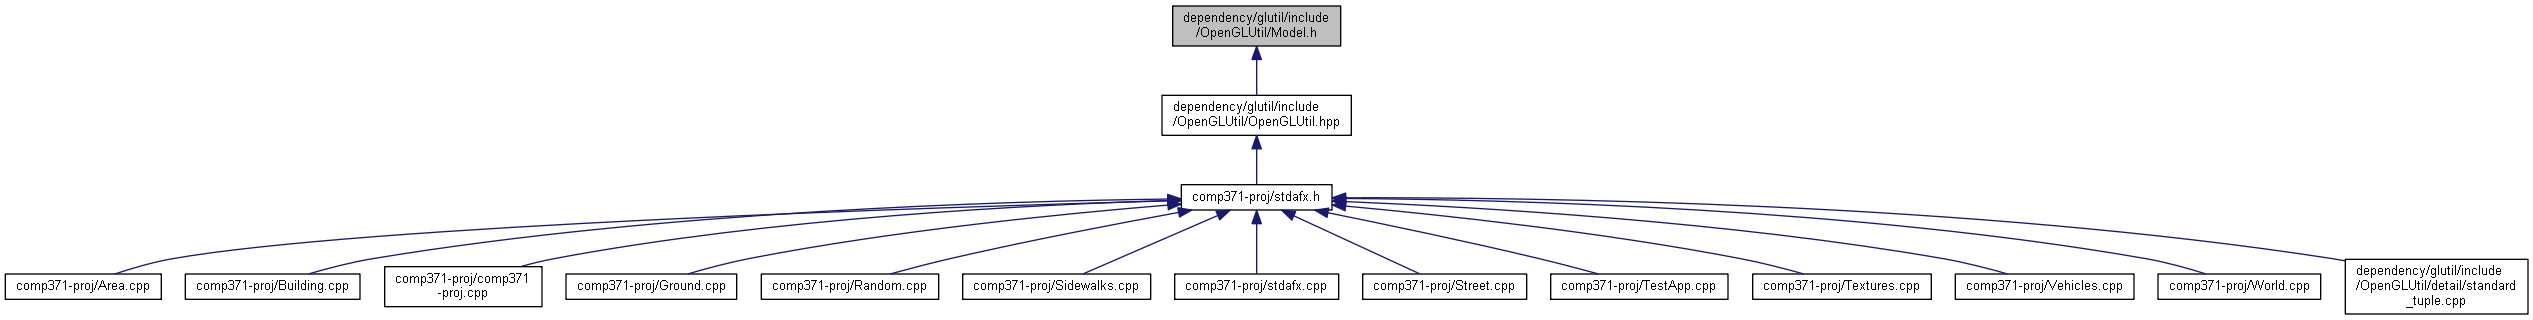 dependency/glutil/include
/OpenGLUtil/Model.h
dependency/glutil/include
/OpenGLUtil/OpenGLUtil.hpp
comp371-proj/stdafx.h
comp371-proj/Area.cpp
comp371-proj/Building.cpp
comp371-proj/comp371
-proj.cpp
comp371-proj/Ground.cpp
comp371-proj/Random.cpp
comp371-proj/Sidewalks.cpp
comp371-proj/stdafx.cpp
comp371-proj/Street.cpp
comp371-proj/TestApp.cpp
comp371-proj/Textures.cpp
comp371-proj/Vehicles.cpp
comp371-proj/World.cpp
dependency/glutil/include
/OpenGLUtil/detail/standard
_tuple.cpp